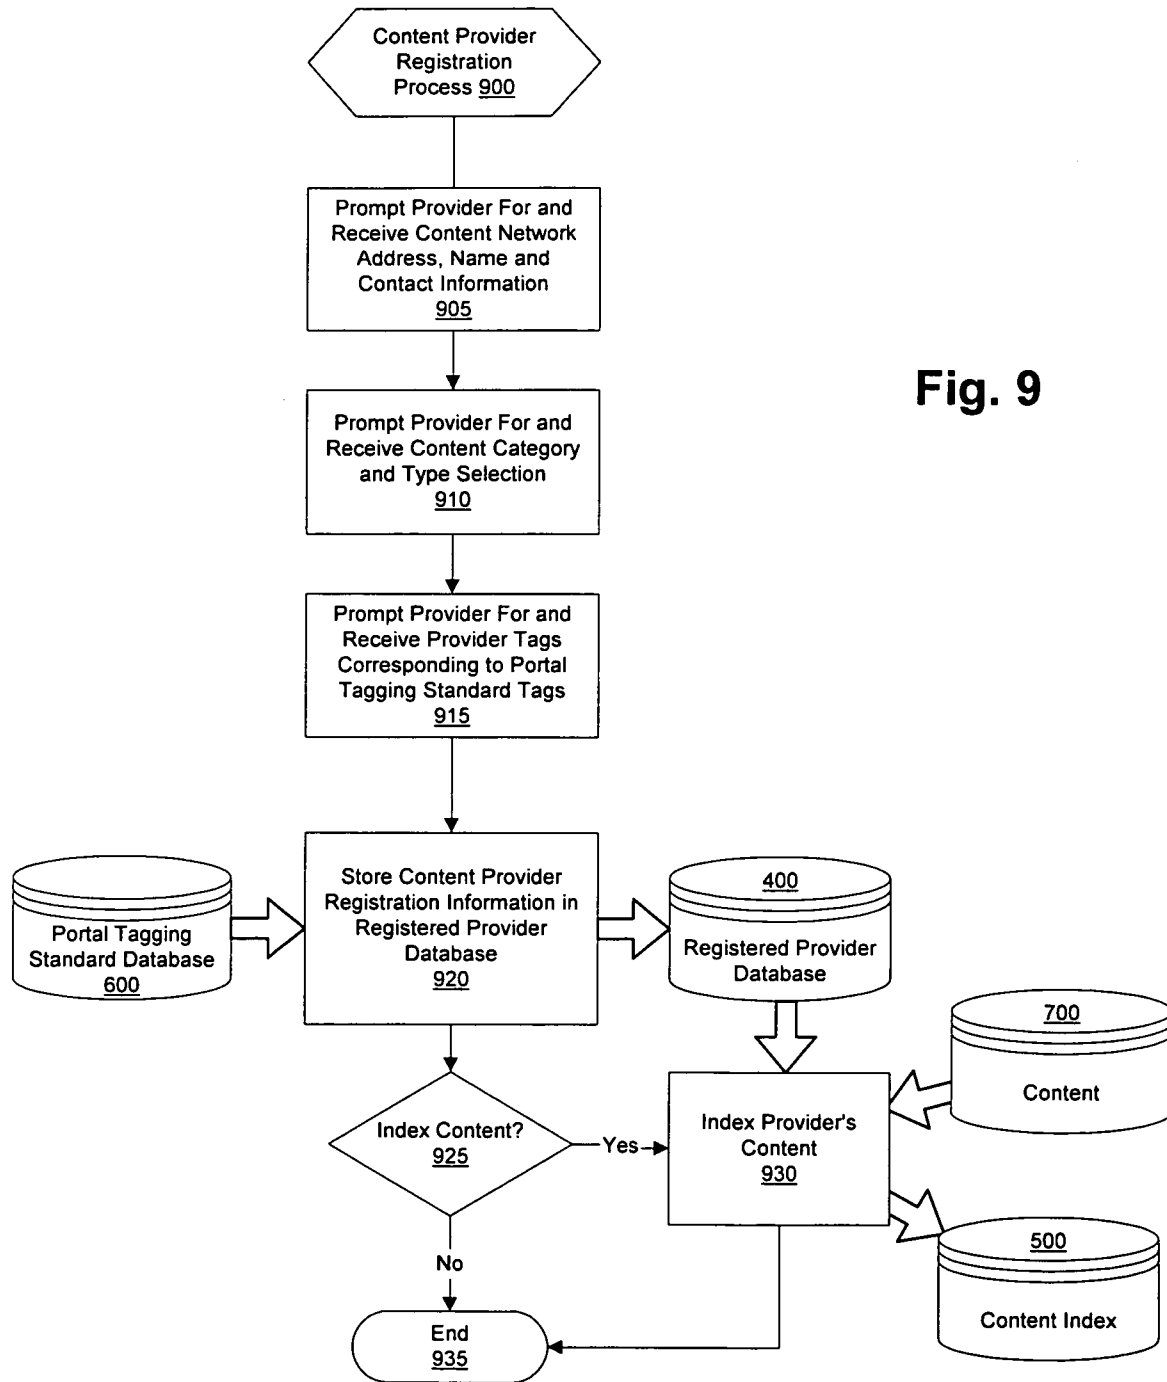 Content Provider
Registration
Process 900
Prompt Provider For and
Receive Content Network
Address, Name and
Contact Information
905
Fig. 9
Prompt Provider For and
Receive Content Category
and Type Selection
910
Prompt Provider For and
Receive Provider Tags
Corresponding to Portal
Tagging Standard Tags
915
Portal Tagging
Standard Database
600
Store Content Provider
Registration Information in
Registered Provider
Database
920
400
Registered Provider
Database
700
Content
Index Content?
925
Yes
Index Provider's
Content
930
No
500
Content Index
End
935